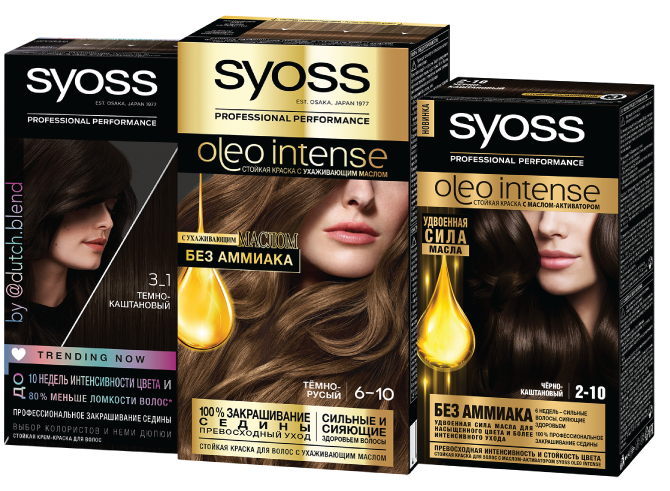 syoss
EST. OSAKA, JAPAN 1977
PROFESSIONAL PERFORMANCE
by @dutch.blend
3_1
ТЕМНО-
КАШТАНОВЫЙ
TRENDING NOW
ДО 10 НЕДЕЛЬ ИНТЕНСИВНОСТИ ЦВЕТА И
80% МЕНЬШЕ ЛОМКОСТИ ВОЛОС*
ПРОФЕССИОНАЛЬНОЕ ЗАКРАШИВАНИЕ СЕДИНЫ
ВЫБОР КОЛОРИСТОВ И НЕМИ ДЮПЮИ
СТОЙКАЯ КРЕМ-КРАСКА ДЛЯ ВОЛОС
syoss
EST. OSAKA, JAPAN 1977
PROFESSIONAL PERFORMANCE
oleo intense
СТОЙКАЯ КРАСКА С УХАЖИВАЮЩИМ МАСЛОМ
С УХАЖИВАЮЩИМ МАСЛОМ
БЕЗ АММИАКА
ТЁМНО-
РУСЫЙ 6-10
100% ЗАКРАШИВАНИЕ
СЕДИНЫ
ПРЕВОСХОДНЫЙ УХОД
СИЛЬНЫЕ И
СИЯЮЩИЕ
ЗДОРОВЬЕМ ВОЛОСЫ
СТОЙКАЯ КРАСКА ДЛЯ ВОЛОС С УХАЖИВАЮЩИМ МАСЛОМ
2-10
НОВИНКА
syoss
PROFESSIONAL PERFORMANCE
oleo intense
СТОЙКАЯ КРАСКА С МАСЛОМ-АКТИВАТОРОМ
УДВОЕННАЯ
СИЛА
МАСЛА
ЧЁРНО-
КАШТАНОВЫЙ 2-10
БЕЗ АММИАКА
УДВОЕННАЯ СИЛА МАСЛА ДЛЯ
НАСЫЩЕННОГО ЦВЕТА И БОЛЕЕ
ИНТЕНСИВНОГО УХОДА
6 НЕДЕЛЬ – СИЛЬНЫЕ
ВОЛОСЫ, СИЯЮЩИЕ
ЗДОРОВЬЕМ
100% ПРОФЕССИОНАЛЬНОЕ
ЗАКРАШИВАНИЕ СЕДИНЫ
ПРЕВОСХОДНАЯ ИНТЕНСИВНОСТЬ И СТОЙКОСТЬ ЦВЕТА
СТОЙКАЯ КРАСКА ДЛЯ ВОЛОС С МАСЛОМ-АКТИВАТОРОМ SYOSS OLEO INTENSE